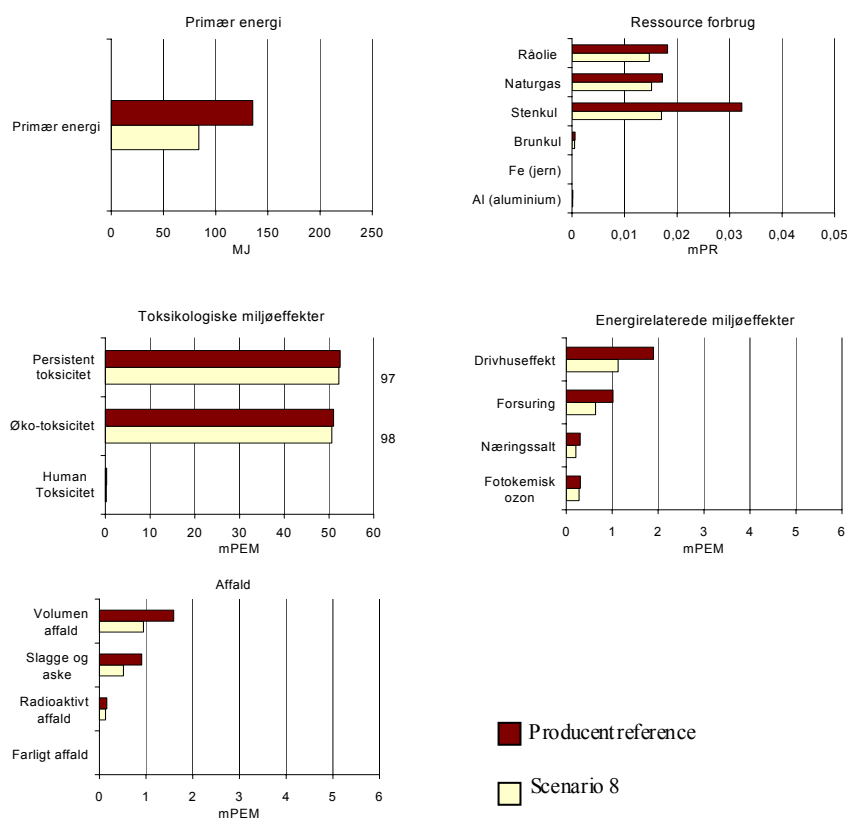 Primær energi
Primær energi
0 50 100 150 200 250
MJ
Ressource forbrug
Råolie
Naturgas
Stenkul
Brunkul
Fe (jern)
Al (aluminium)
0 0,01 0,02 0,03 0,04 0,05
mPR
Toksikologiske miljøeffekter
Persistent
toksicitet
97
Øko-toksicitet
98
Human
Toksicitet
0 10 20 30 40 50 60
mPEM
Energirelaterede miljøeffekter
Drivhuseffekt
Forsuring
Næringssalt
Fotokemisk
ozon
0 1 2 3 4 5 6
mPEM
Affald
Volumen
affald
Slagge og
aske
Radioaktivt
affald
Farligt affald
0 1 2 3 4 5 6
mPEM
Producentreference
Scenario 8